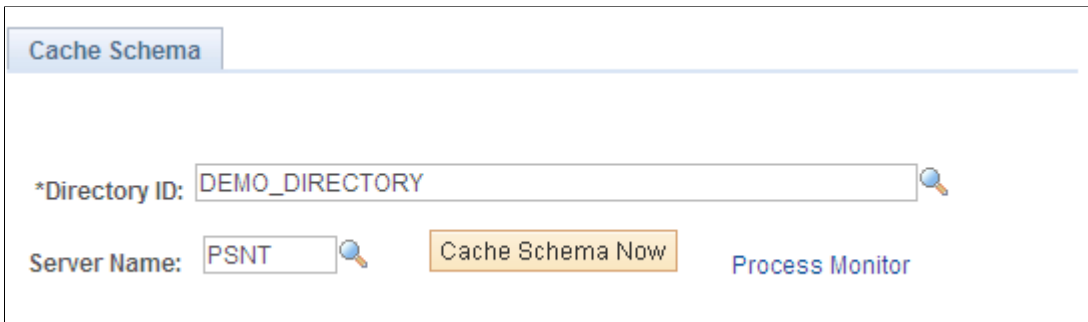 Cache Schema
*Directory ID: DEMO_DIRECTORY
Server Name: PSNT Cache Schema Now Process Monitor